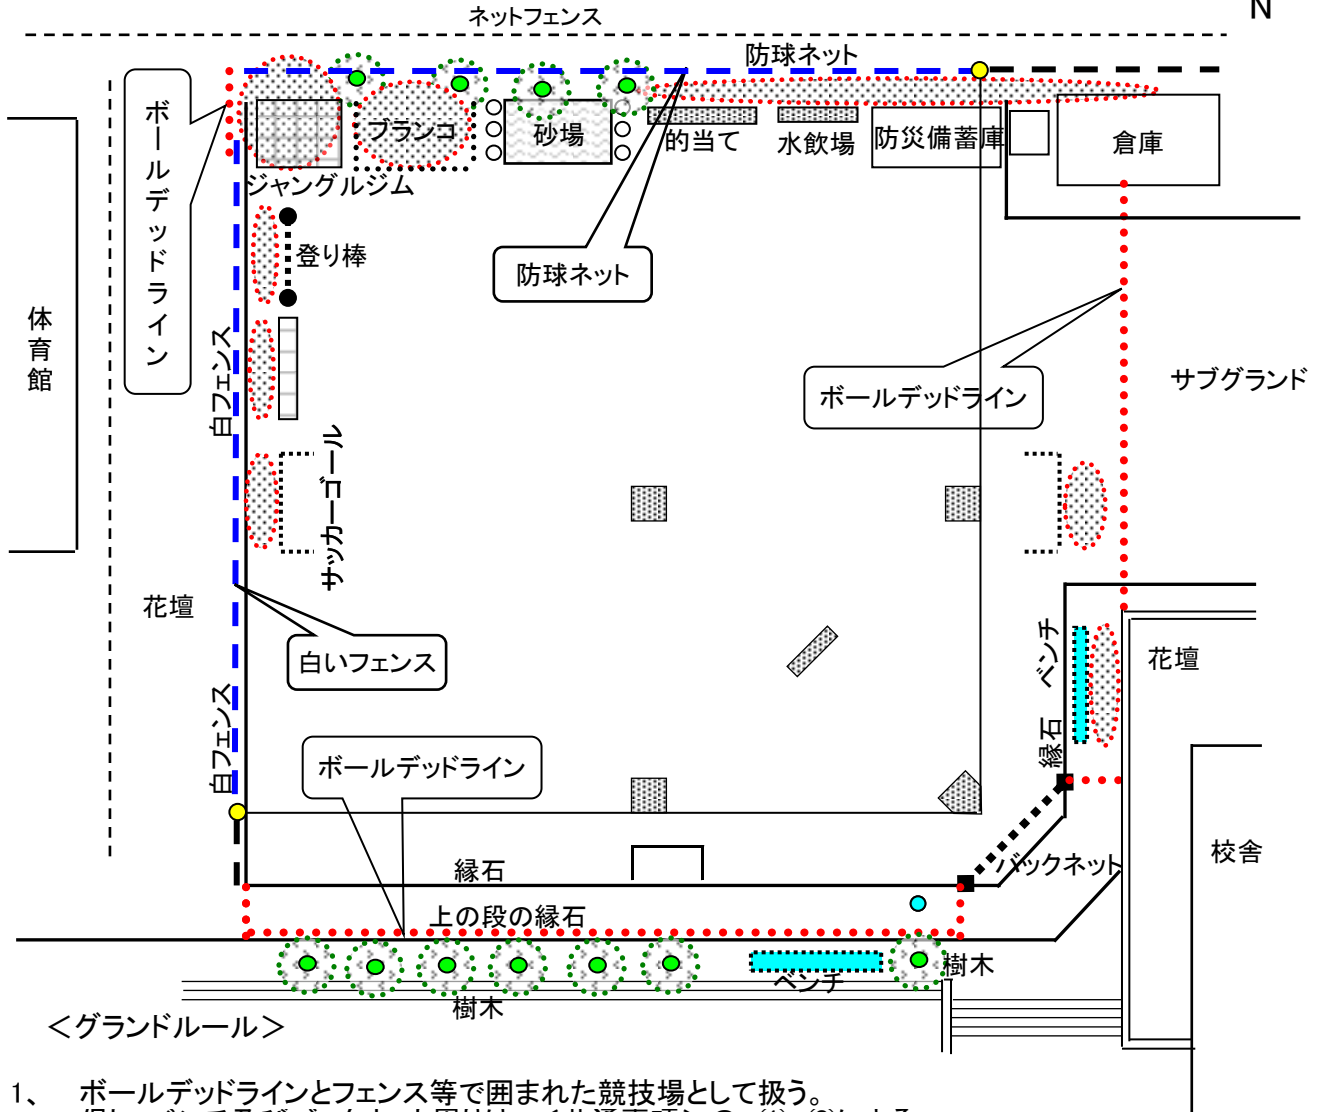 ネットフェンス
N
防球ネット
ボールデッドライン
ブランコ
砂場
的当て
水飲場
防災備蓄庫
倉庫
ジャングルジム
登り棒
防球ネット
体育館
白フェンス
ボールデッドライン
サブグランド
サッカーゴール
花壇
白いフェンス
ベンチ
花壇
縁石
白フェンス
ボールデッドライン
縁石
バックネット
校舎
上の段の縁石
樹木
ベンチ
樹木
＜グランドルール＞
1、 ボールデッドラインとフェンス等で囲まれた競技場として扱う。